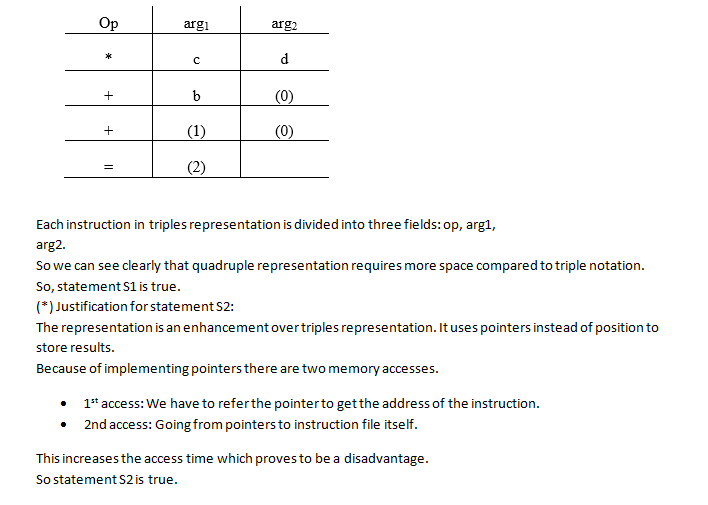 Op arg1 arg2
* c d
+ b (0)
+ (1) (0)
= (2)
Each instruction in triples representation is divided into three fields: op, arg1,
arg2.
So we can see clearly that quadruple representation requires more space compared to triple notation.
So, statement S1 is true.
(*) Justification for statement S2:
The representation is an enhancement over triples representation. It uses pointers instead of position to
store results.
Because of implementing pointers there are two memory accesses.
• 1st access: We have to refer the pointer to get the address of the instruction.
• 2nd access: Going from pointers to instruction file itself.
This increases the access time which proves to be a disadvantage.
So statement S2 is true.